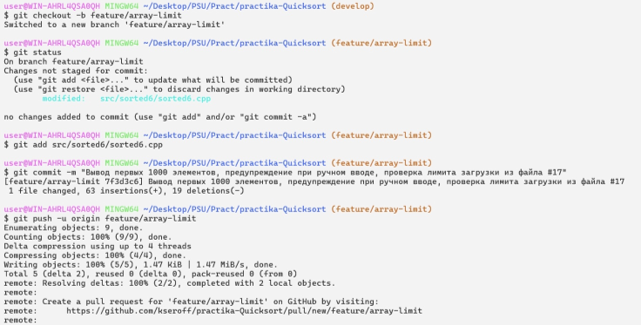 user@WIN-AHRL4QSA0QH MINGW64 ~/Desktop/PSU/Pract/practika-Quicksort (develop)
$ git checkout -b feature/array-limit
Switched to a new branch 'feature/array-limit'
user@WIN-AHRL4QSA0QH MINGW64 ~/Desktop/PSU/Pract/practika-Quicksort (feature/array-limit)
$ git status
On branch feature/array-limit
Changes not staged for commit:
  (use "git add <file>..." to update what will be committed)
  (use "git restore <file>..." to discard changes in working directory)
        modified:   src/sorted6/sorted6.cpp
no changes added to commit (use "git add" and/or "git commit -a")
user@WIN-AHRL4QSA0QH MINGW64 ~/Desktop/PSU/Pract/practika-Quicksort (feature/array-limit)
$ git add src/sorted6/sorted6.cpp
user@WIN-AHRL4QSA0QH MINGW64 ~/Desktop/PSU/Pract/practika-Quicksort (feature/array-limit)
$ git commit -m "Вывод первых 1000 элементов, предупреждение при ручном вводе, проверка лимита загрузки из файла #17"
[feature/array-limit 7f3d3c6] Вывод первых 1000 элементов, предупреждение при ручном вводе, проверка лимита загрузки из файла #17
 1 file changed, 63 insertions(+), 19 deletions(-)
user@WIN-AHRL4QSA0QH MINGW64 ~/Desktop/PSU/Pract/practika-Quicksort (feature/array-limit)
$ git push -u origin feature/array-limit
Enumerating objects: 9, done.
Counting objects: 100% (9/9), done.
Delta compression using up to 4 threads
Compressing objects: 100% (4/4), done.
Writing objects: 100% (5/5), 1.47 KiB | 1.47 MiB/s, done.
Total 5 (delta 2), reused 0 (delta 0), pack-reused 0 (from 0)
remote: Resolving deltas: 100% (2/2), completed with 2 local objects.
remote:
remote: Create a pull request for 'feature/array-limit' on GitHub by visiting:
remote:      https://github.com/kseroff/practika-Quicksort/pull/new/feature/array-limit
remote: